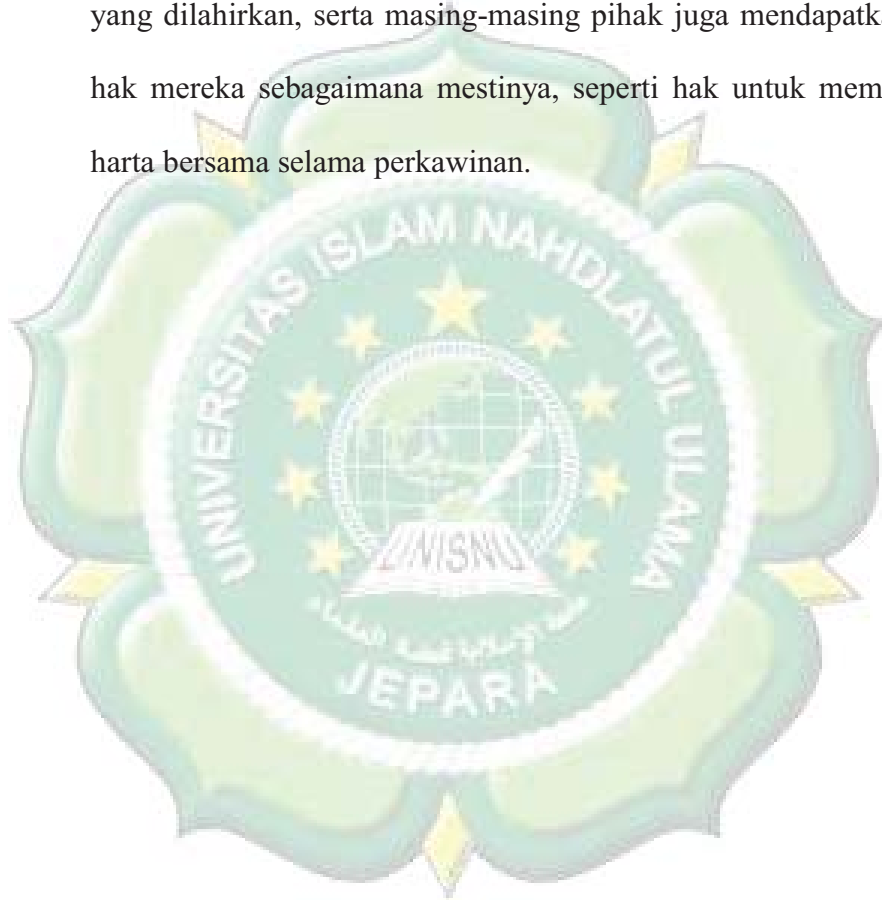 yang dilahirkan, serta masing-masing pihak juga mendapatk
hak mereka sebagaimana mestinya, seperti hak untuk mem
harta bersama selama perkawinan.
UNIVERSITAS ISLAM NAHDLATUL ULAMA
UNISNU
JEPARA